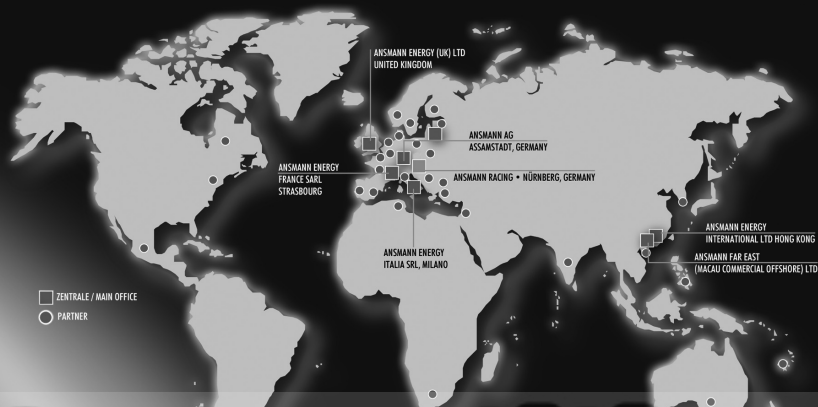 ANSMANN ENERGY (UK) LTD
UNITED KINGDOM
ANSMANN AG
ASSAMSTADT, GERMANY
ANSMANN ENERGY
FRANCE SARL
STRASBOURG
ANSMANN RACING • NÜRNBERG, GERMANY
ANSMANN ENERGY
INTERNATIONAL LTD HONG KONG
ANSMANN ENERGY
ITALIA SRL, MILANO
ANSMANN FAR EAST
(MACAU COMMERCIAL OFFSHORE) LTD
ZENTRALE / MAIN OFFICE
PARTNER